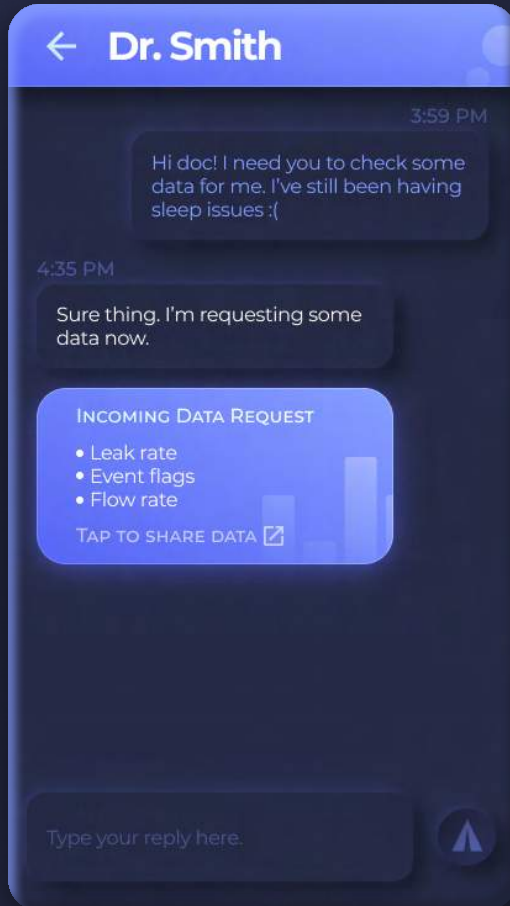 Dr. Smith
3:59 PM
Hi doc! I need you to check some
data for me. I've still been having
sleep issues :(
4:35 PM
Sure thing. I'm requesting some
data now.
Incoming Data Request
• Leak rate
• Event flags
• Flow rate
Tap to share data
Type your reply here.